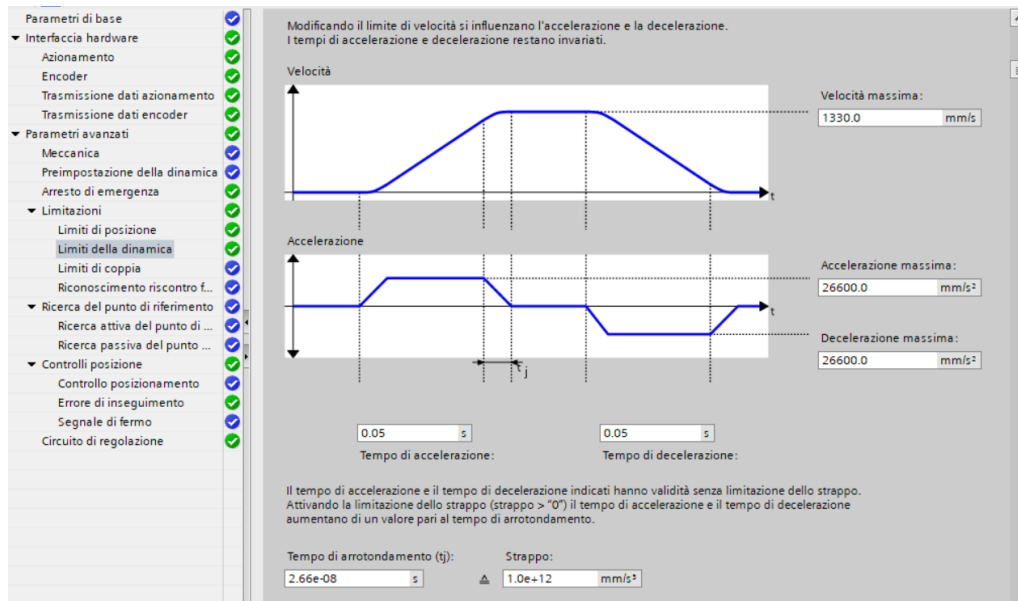 Parametri di base
Interfaccia hardware
Azionamento
Encoder
Trasmissione dati azionamento
Trasmissione dati encoder
Parametri avanzati
Meccanica
Preimpostazione della dinamica
Arresto di emergenza
Limitazioni
Limiti di posizione
Limiti della dinamica
Limiti di coppia
Riconoscimento riscontro f...
Ricerca del punto di riferimento
Ricerca attiva del punto di ...
Ricerca passiva del punto ...
Controlli posizione
Controllo posizionamento
Errore di inseguimento
Segnale di fermo
Circuito di regolazione
Modificando il limite di velocità si influenzano l'accelerazione e la decelerazione.
I tempi di accelerazione e decelerazione restano invariati.
Velocità
t
Velocità massima:
1330.0 mm/s
Accelerazione
t
tj
Accelerazione massima:
26600.0 mm/s²
Decelerazione massima:
26600.0 mm/s²
0.05 s 0.05 s
Tempo di accelerazione: Tempo di decelerazione:
Il tempo di accelerazione e il tempo di decelerazione indicati hanno validità senza limitazione dello strappo.
Attivando la limitazione dello strappo (strappo > "0") il tempo di accelerazione e il tempo di decelerazione
aumentano di un valore pari al tempo di arrotondamento.
Tempo di arrotondamento (tj): Strappo:
2.66e-08 s ≙ 1.0e+12 mm/s³